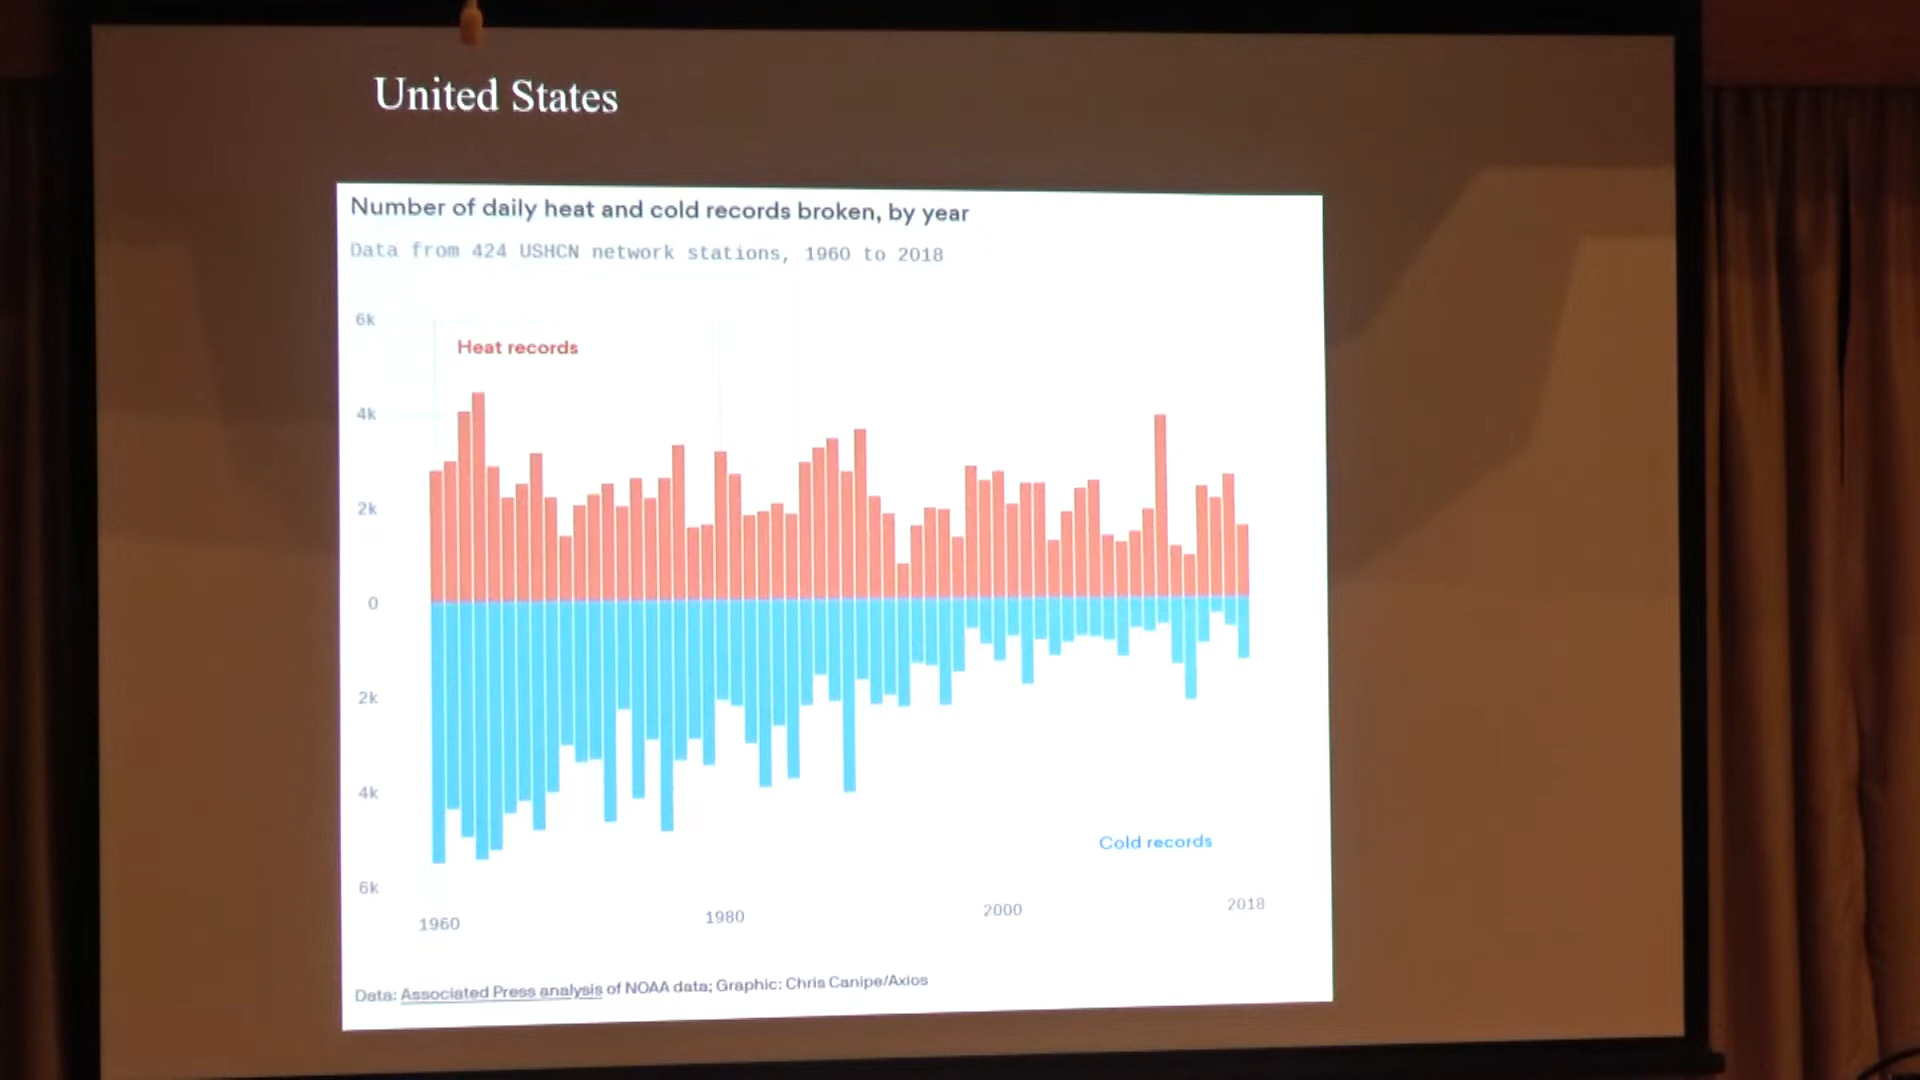 United States
Number of daily heat and cold records broken, by year
Data from 424 USHCN network stations, 1960 to 2018
6k
Heat records
4k
2k
0
2k
4k
Cold records
6k
1960
1980
2000
2018
Data: Associated Press analysis of NOAA data; Graphic: Chris Canipe/Axios